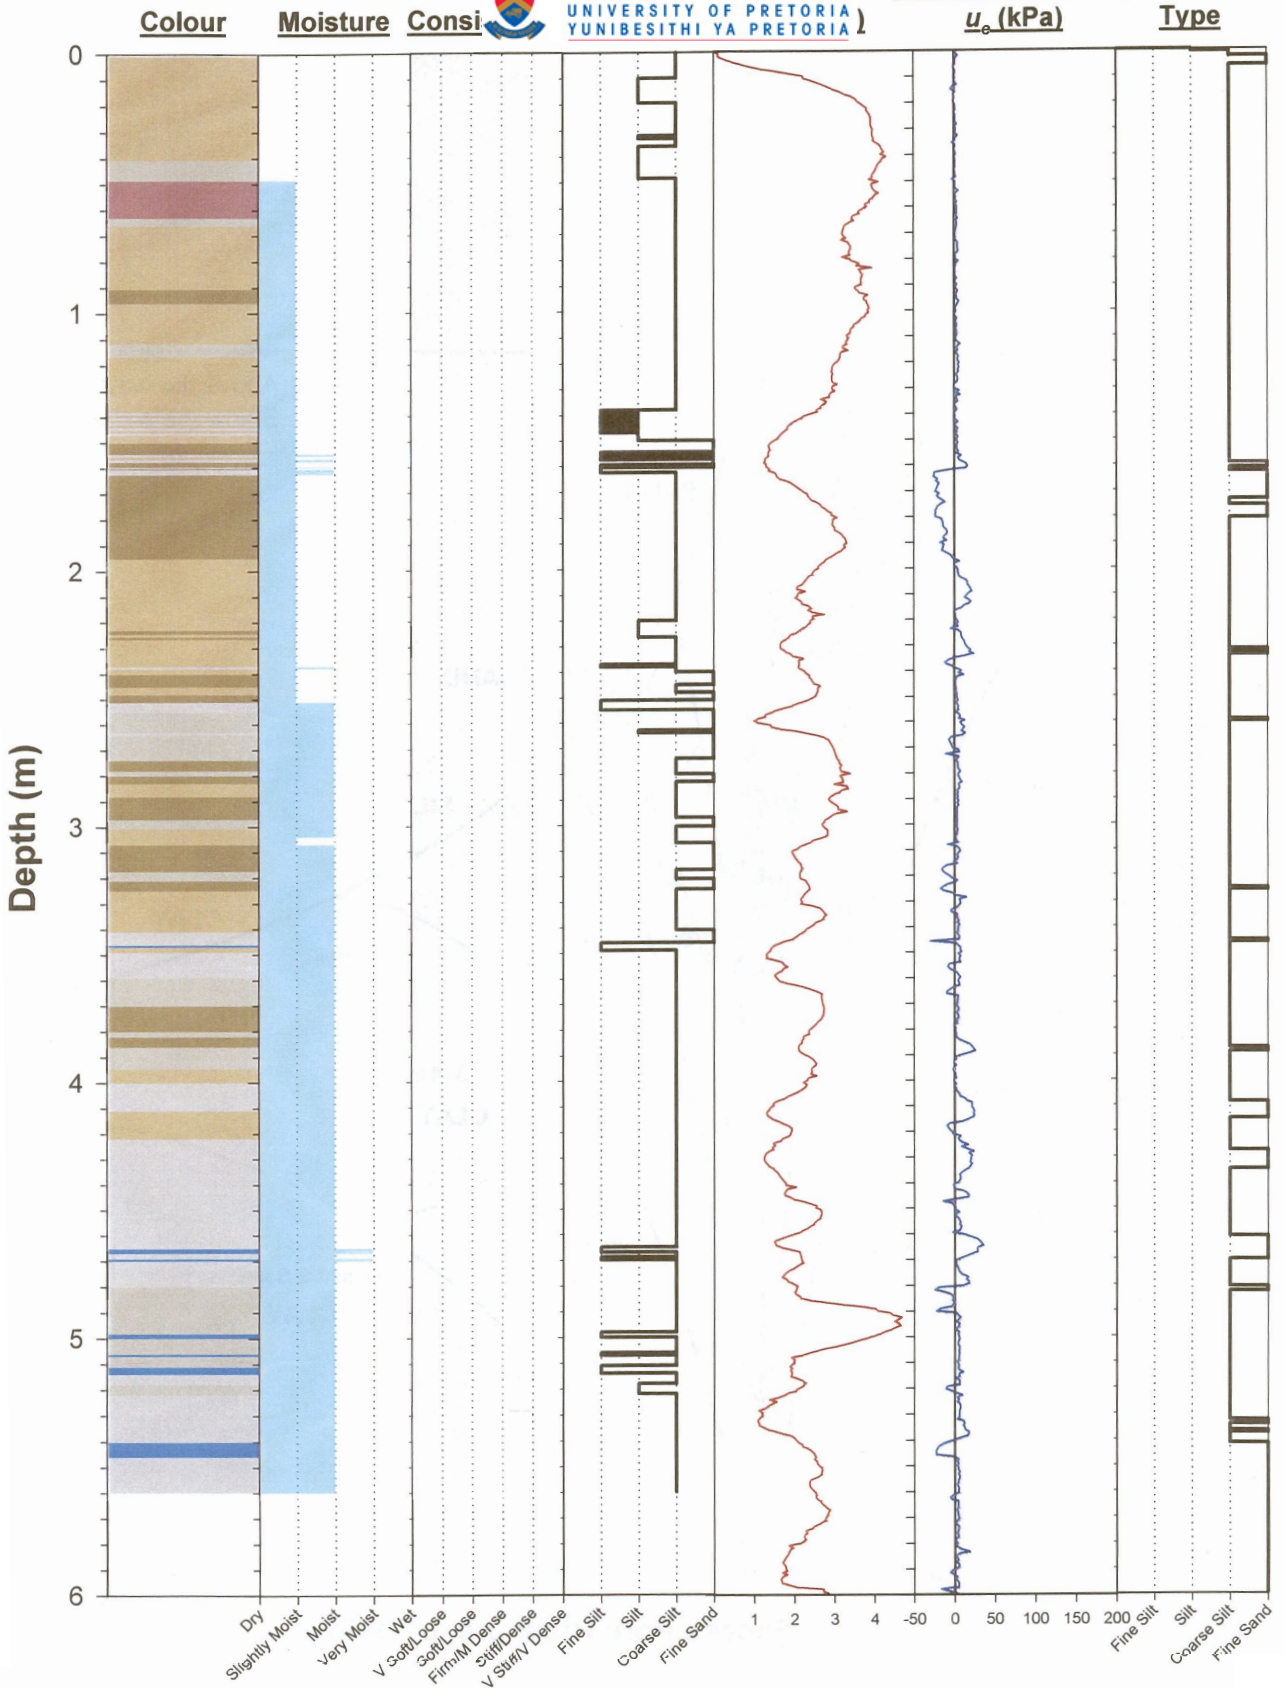 Colour Moisture Consi UNIVERSITY OF PRETORIA ) u_e (kPa) Type
YUNIBESITHI YA PRETORIA
0
1
2
3
4
5
6
Depth (m)
Dry
Slightly Moist
Moist
Very Moist
Wet
V Soft/Loose
Soft/Loose
Firm/M Dense
Stiff/Dense
V Stiff/V Dense
Fine Silt
Silt
Coarse Silt
Fine Sand
1 2 3 4 -50 0 50 100 150 200
Fine Silt
Silt
Coarse Silt
Fine Sand